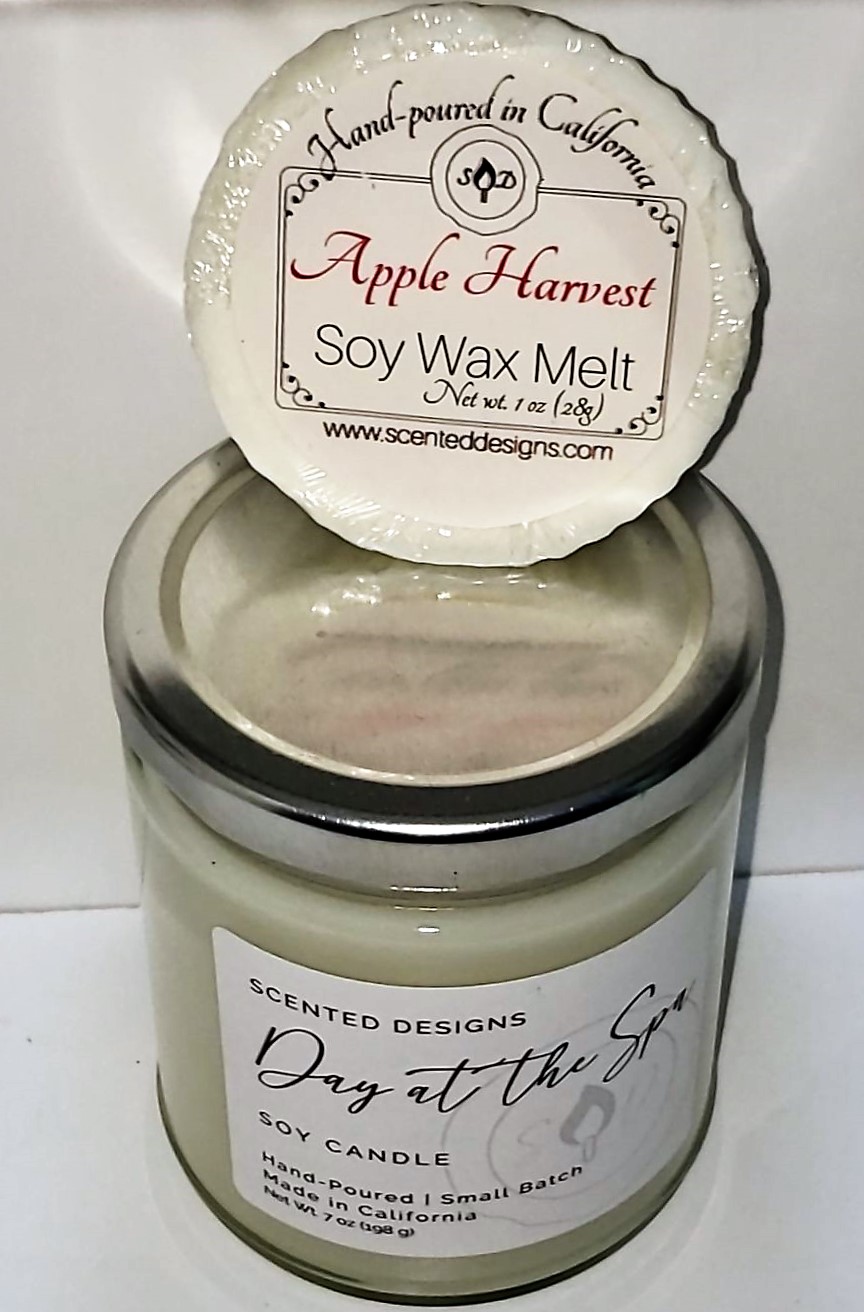 Hand-poured in California
S D
Apple Harvest
Soy Wax Melt
Net wt. 1 oz (28g)
www.scenteddesigns.com
SCENTED DESIGNS
Day at the Spa
SOY CANDLE
Hand-Poured | Small Batch
Made in California
Net Wt. 7 oz (198 g)